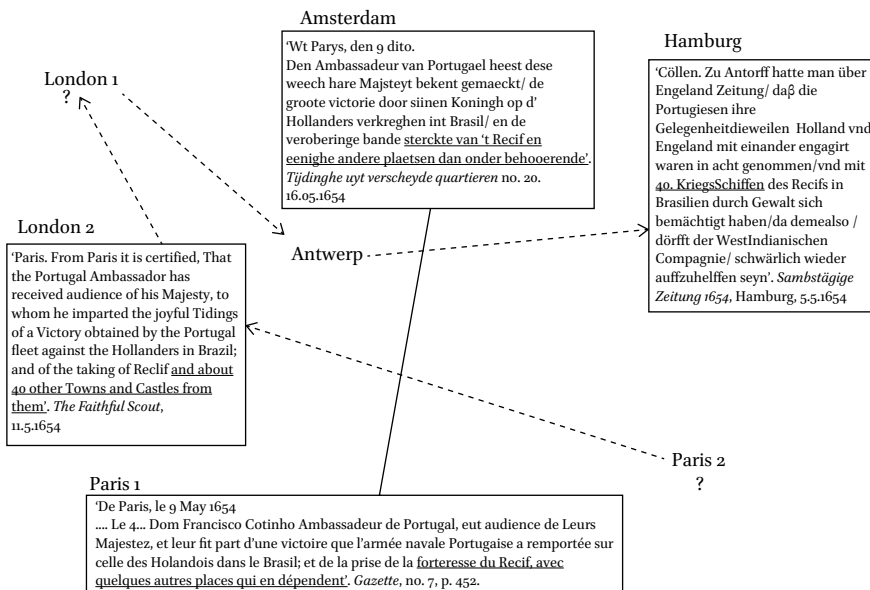 Amsterdam
'Wt Parys, den 9 dito.
Den Ambassadeur van Portugael heest dese
weech hare Majsteyt bekent gemaeckt/ de
groote victorie door siinen Koningh op d'
Hollanders verkreghen int Brasil/ en de
veroberinge bande sterckte van 't Recif en
eenighe andere plaetsen dan onder behooerende'.
Tijdinghe uyt verscheyde quartieren no. 20.
16.05.1654
Hamburg
'Cöllen. Zu Antorff hatte man über
Engeland Zeitung/ daβ die
Portugiesen ihre
Gelegenheitdieweilen Holland vnd
Engeland mit einander engagirt
waren in acht genommen/vnd mit
40. KriegsSchiffen des Recifs in
Brasilien durch Gewalt sich
bemächtigt haben/da demealso /
dörfft der WestIndianischen
Compagnie/ schwärlich wieder
auffzuhelffen seyn'. Sambstägige
Zeitung 1654, Hamburg, 5.5.1654
London 1
?
London 2
'Paris. From Paris it is certified, That
the Portugal Ambassador has
received audience of his Majesty, to
whom he imparted the joyful Tidings
of a Victory obtained by the Portugal
fleet against the Hollanders in Brazil;
and of the taking of Reclif and about
40 other Towns and Castles from
them'. The Faithful Scout,
11.5.1654
Antwerp
Paris 2
?
Paris 1
'De Paris, le 9 May 1654
.... Le 4... Dom Francisco Cotinho Ambassadeur de Portugal, eut audience de Leurs
Majestez, et leur fit part d'une victoire que l'armée navale Portugaise a remportée sur
celle des Holandois dans le Brasil; et de la prise de la forteresse du Recif, avec
quelques autres places qui en dépendent'. Gazette, no. 7, p. 452.